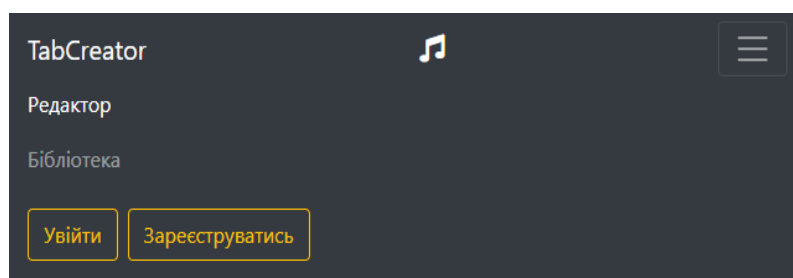 TabCreator
Редактор
Бібліотека
Увійти Зареєструватись